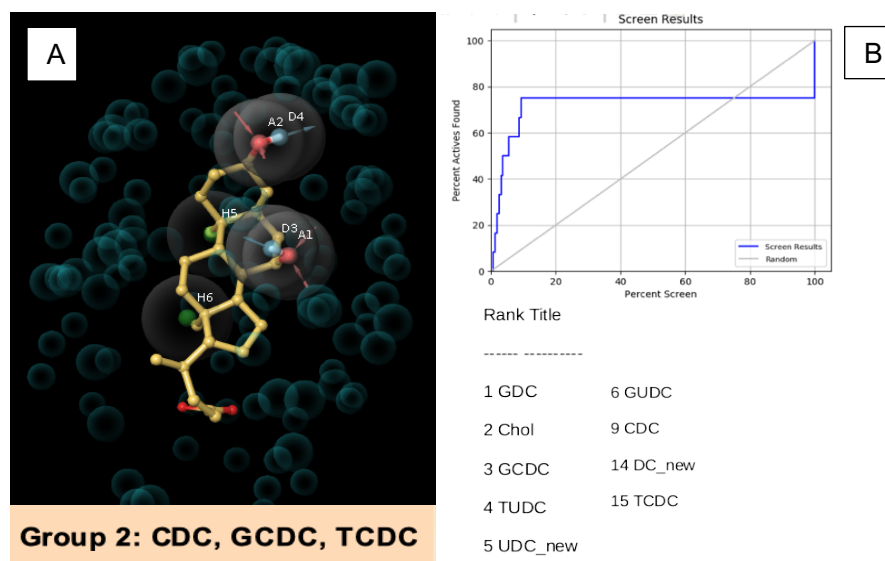 A
A2
D4
H5
D3
A1
H6
Group 2: CDC, GCDC, TCDC
B
Screen Results
100
80
60
40
20
0
Percent Actives Found
0 20 40 60 80 100
Percent Screen
Screen Results
Random
Rank Title
------ ----------
1 GDC
2 Chol
3 GCDC
4 TUDC
5 UDC_new
6 GUDC
9 CDC
14 DC_new
15 TCDC